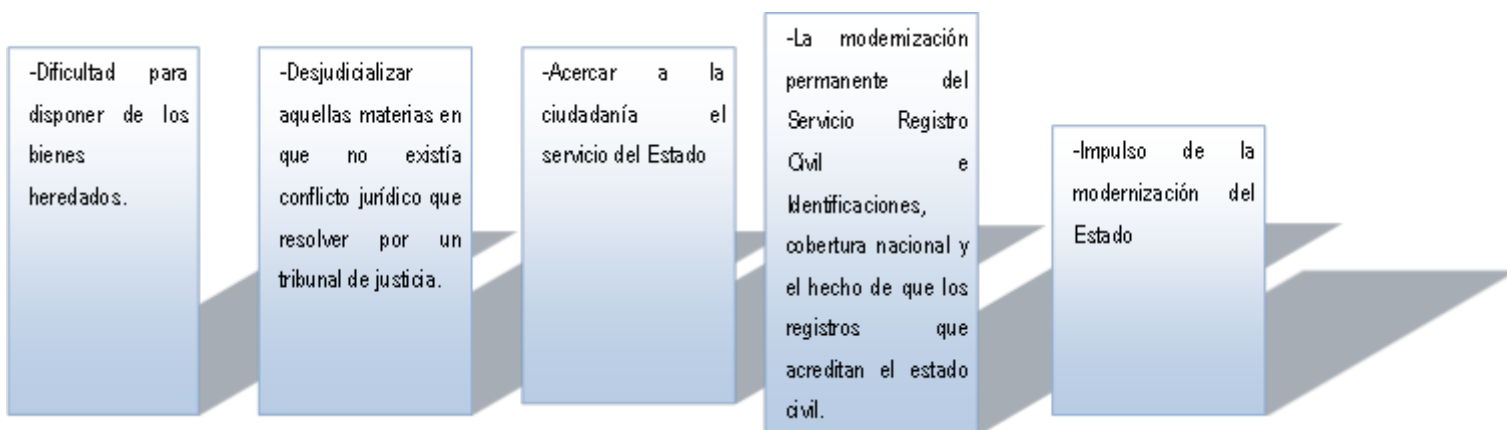 -Dificultad para
disponer de los
bienes
heredados.
-Desjudicializar
aquellas materias en
que no existía
conflicto jurídico que
resolver por un
tribunal de justicia.
-Acercar a la
ciudadanía el
servicio del Estado
-La modernización
permanente del
Servicio Registro
Civil e
Identificaciones,
cobertura nacional y
el hecho de que los
registros que
acreditan el estado
civil.
-Impulso de la
modernización del
Estado